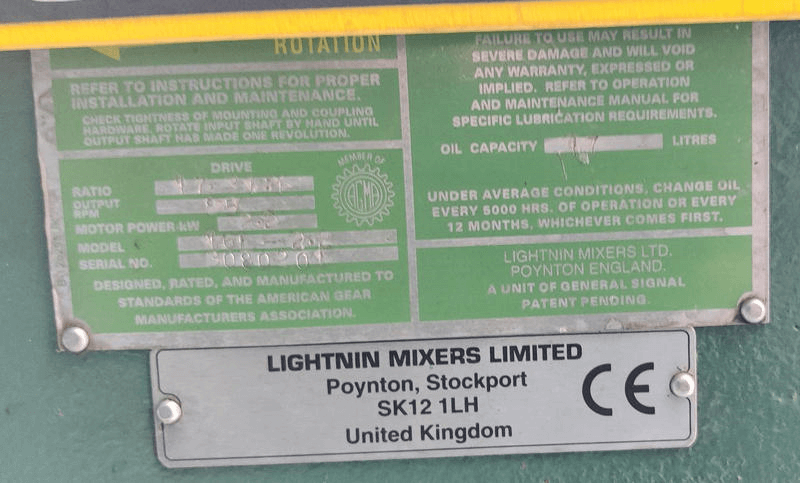 ROTATION
REFER TO INSTRUCTIONS FOR PROPER
INSTALLATION AND MAINTENANCE.
CHECK TIGHTNESS OF MOUNTING AND COUPLING
HARDWARE. ROTATE INPUT SHAFT BY HAND UNTIL
OUTPUT SHAFT HAS MADE ONE REVOLUTION.
DRIVE
RATIO
OUTPUT
RPM
MOTOR POWER-kW
MODEL
SERIAL NO.
MEMBER OF
AGMA
DESIGNED, RATED, AND MANUFACTURED TO
STANDARDS OF THE AMERICAN GEAR
MANUFACTURERS ASSOCIATION.
FAILURE TO USE MAY RESULT IN
SEVERE DAMAGE AND WILL VOID
ANY WARRANTY, EXPRESSED OR
IMPLIED. REFER TO OPERATION
AND MAINTENANCE MANUAL FOR
SPECIFIC LUBRICATION REQUIREMENTS.
OIL CAPACITY LITRES
UNDER AVERAGE CONDITIONS, CHANGE OIL
EVERY 5000 HRS. OF OPERATION OR EVERY
12 MONTHS, WHICHEVER COMES FIRST.
LIGHTNIN MIXERS LTD.
POYNTON ENGLAND.
A UNIT OF GENERAL SIGNAL
PATENT PENDING.
LIGHTNIN MIXERS LIMITED
Poynton, Stockport
SK12 1LH
United Kingdom
CE